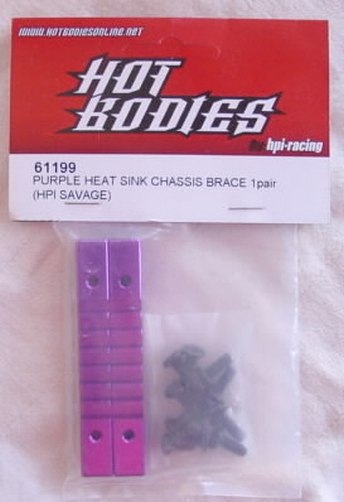 www.hotbodiesonline.net
HOT
BODIES
By: hpi-racing
61199
PURPLE HEAT SINK CHASSIS BRACE 1pair
(HPI SAVAGE)